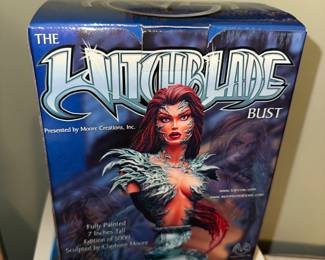 THE
WITCHBLADE
BUST
Presented by Moore Creations, Inc.
Fully Painted
7 Inches Tall
Edition of 5000
Sculpted by Clayburn Moore